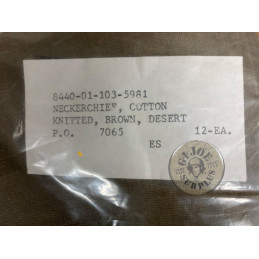 8440-01-103-5981
NECKERCHIEF, COTTON
KNITTED, BROWN, DESERT
P.O. 7065 12-EA.
ES
GI JOE
SURPLUS